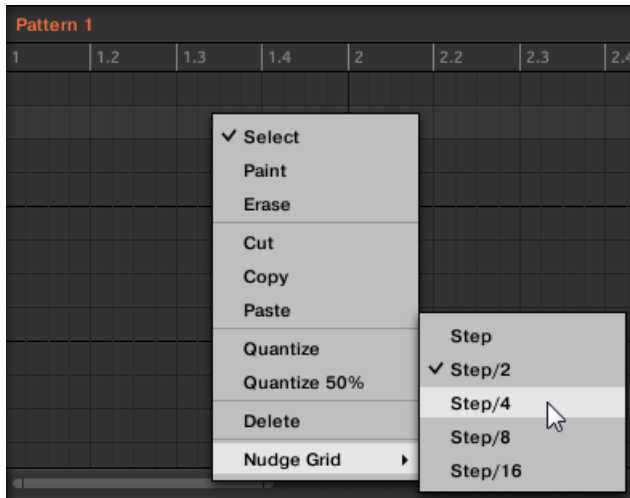 Pattern 1
1 1.2 1.3 1.4 2 2.2 2.3 2.4
Select
Paint
Erase
Cut
Copy
Paste
Quantize
Quantize 50%
Delete
Nudge Grid
Step
Step/2
Step/4
Step/8
Step/16